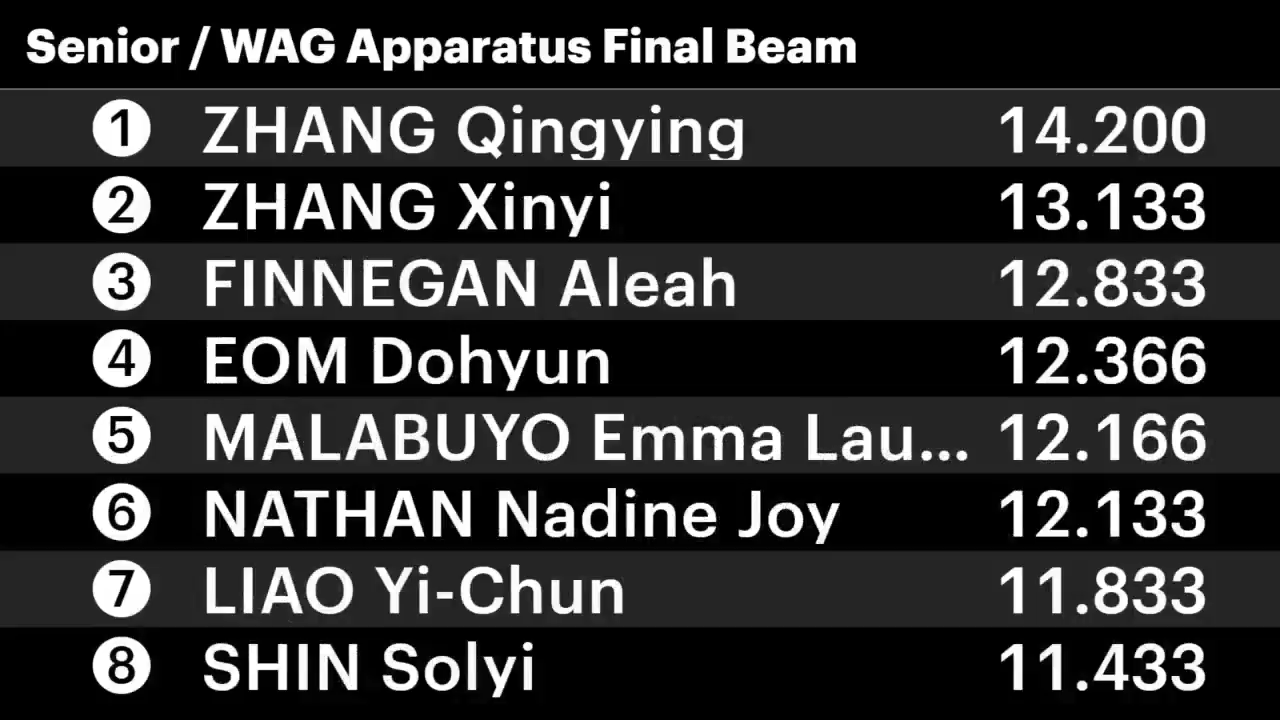 Senior / WAG Apparatus Final Beam
1 ZHANG Qingying 14.200
2 ZHANG Xinyi 13.133
3 FINNEGAN Aleah 12.833
4 EOM Dohyun 12.366
5 MALABUYO Emma Lau... 12.166
6 NATHAN Nadine Joy 12.133
7 LIAO Yi-Chun 11.833
8 SHIN Solyi 11.433